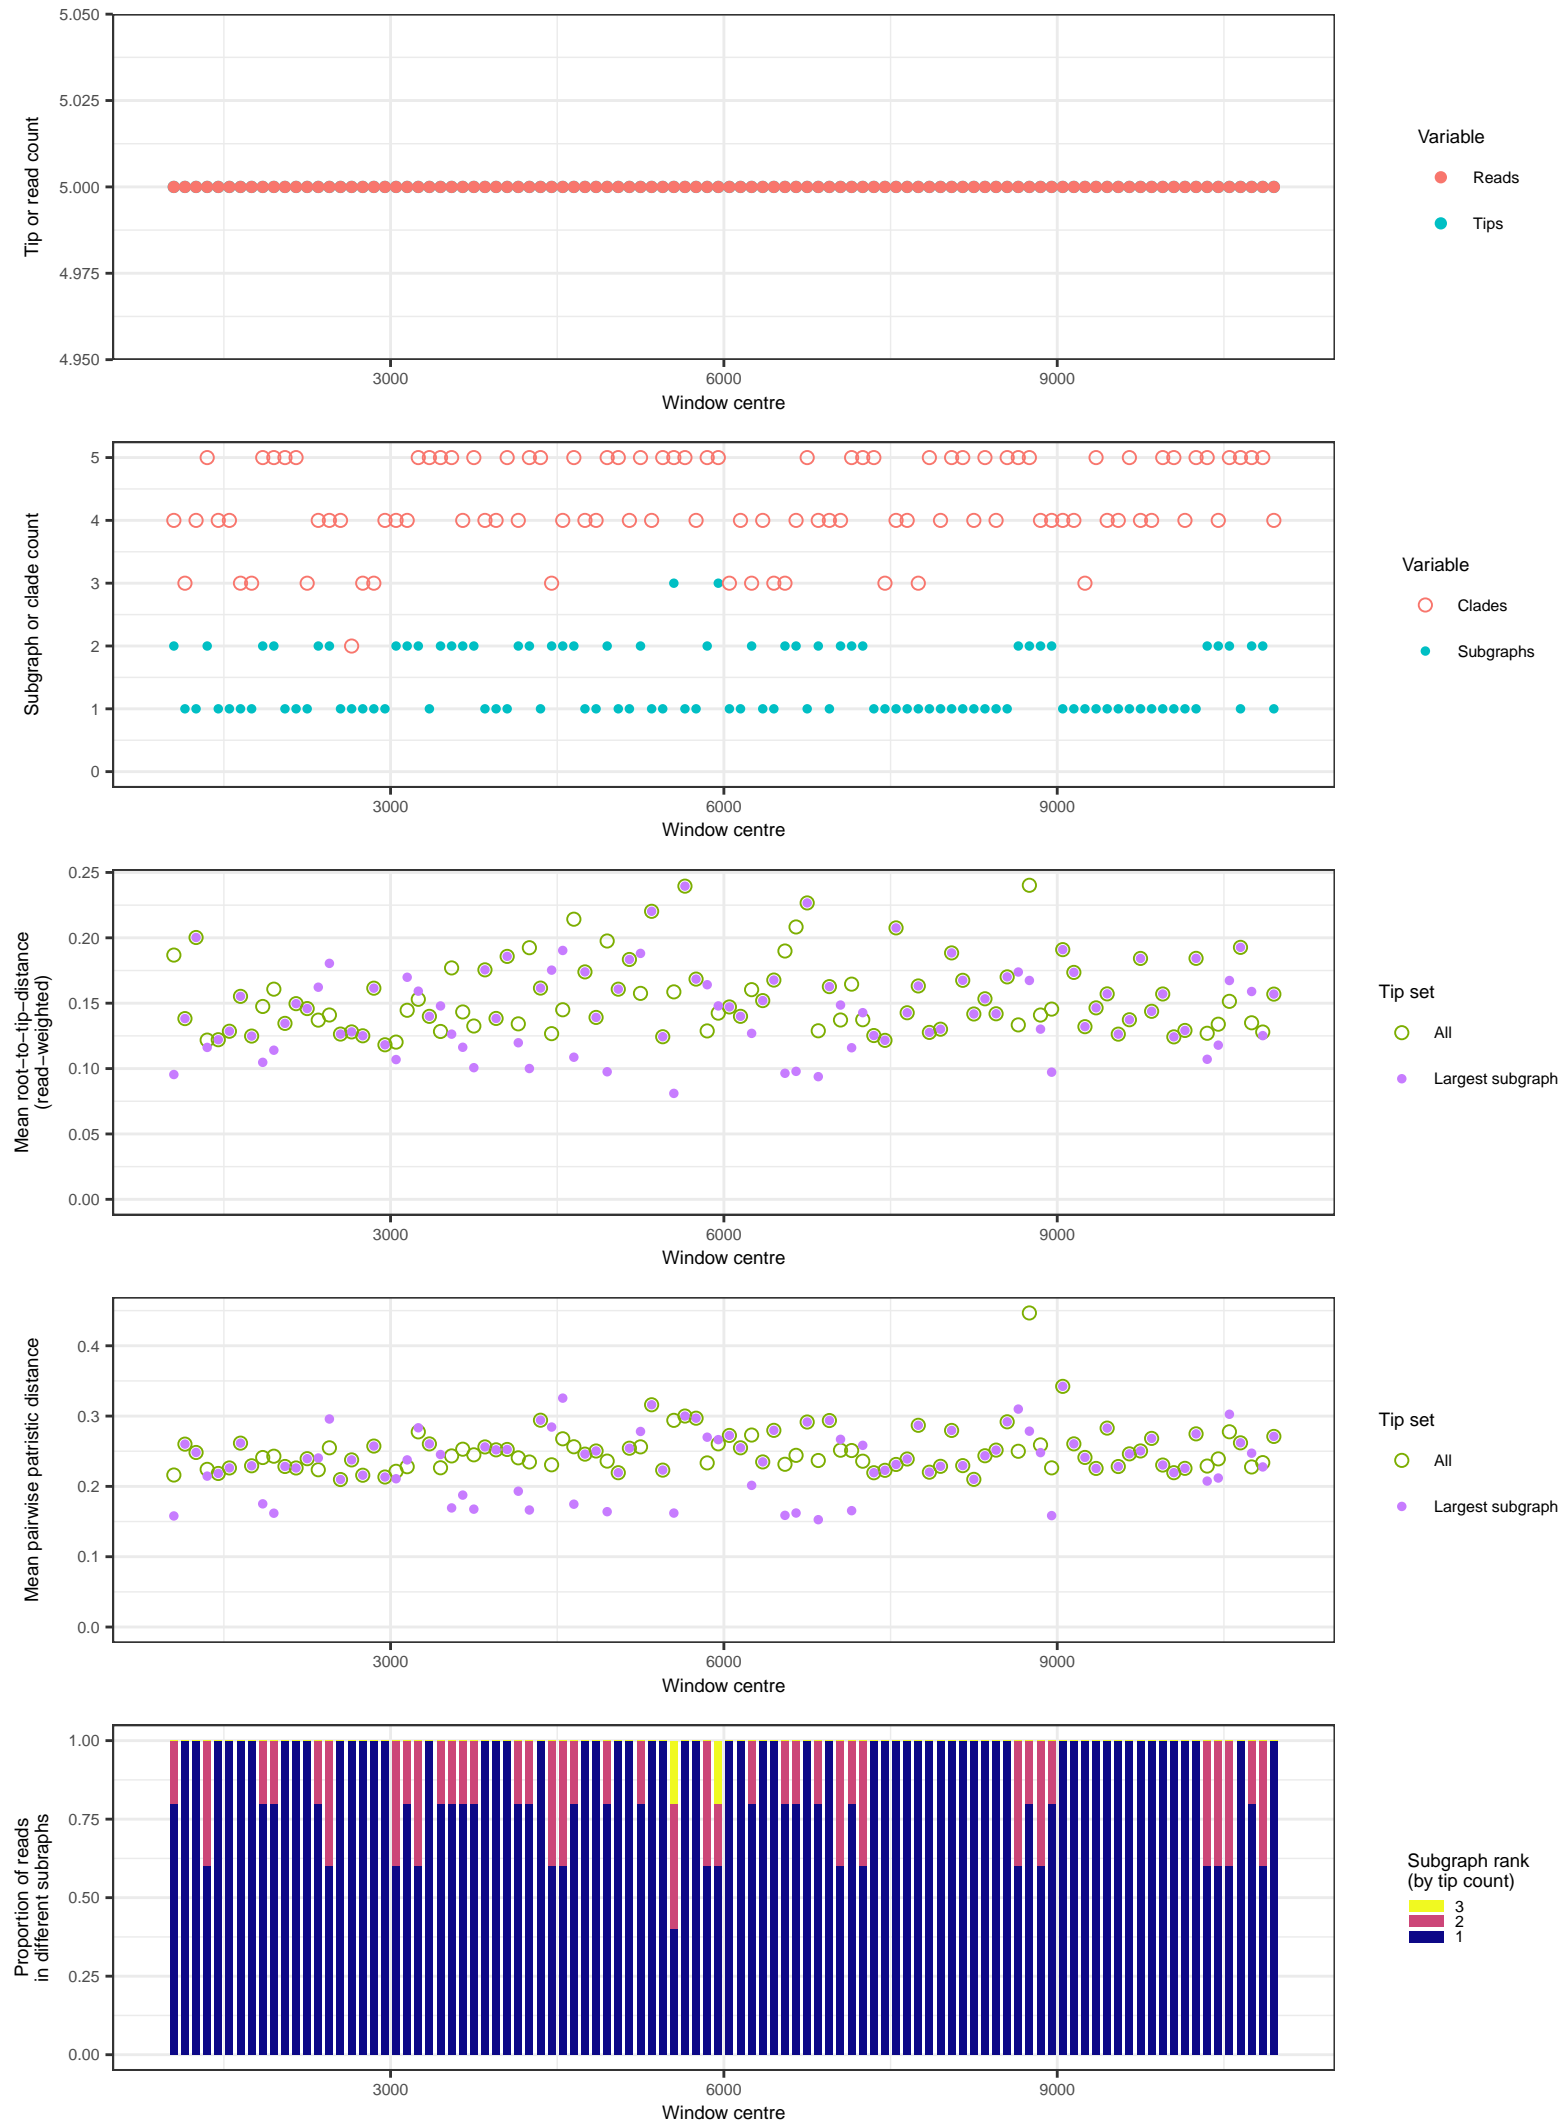 5.050
5.025
5.000
4.975
4.950
Tip or read count
3000 6000 9000
Window centre
Variable
Reads
Tips
5
4
3
2
1
0
Subgraph or clade count
3000 6000 9000
Window centre
Variable
Clades
Subgraphs
0.25
0.20
0.15
0.10
0.05
0.00
Mean root−to−tip−distance
(read−weighted)
3000 6000 9000
Window centre
Tip set
All
Largest subgraph
0.4
0.3
0.2
0.1
0.0
Mean pairwise patristic distance
3000 6000 9000
Window centre
Tip set
All
Largest subgraph
1.00
0.75
0.50
0.25
0.00
Proportion of reads
in different subraphs
3000 6000 9000
Window centre
Subgraph rank
(by tip count)
3
2
1